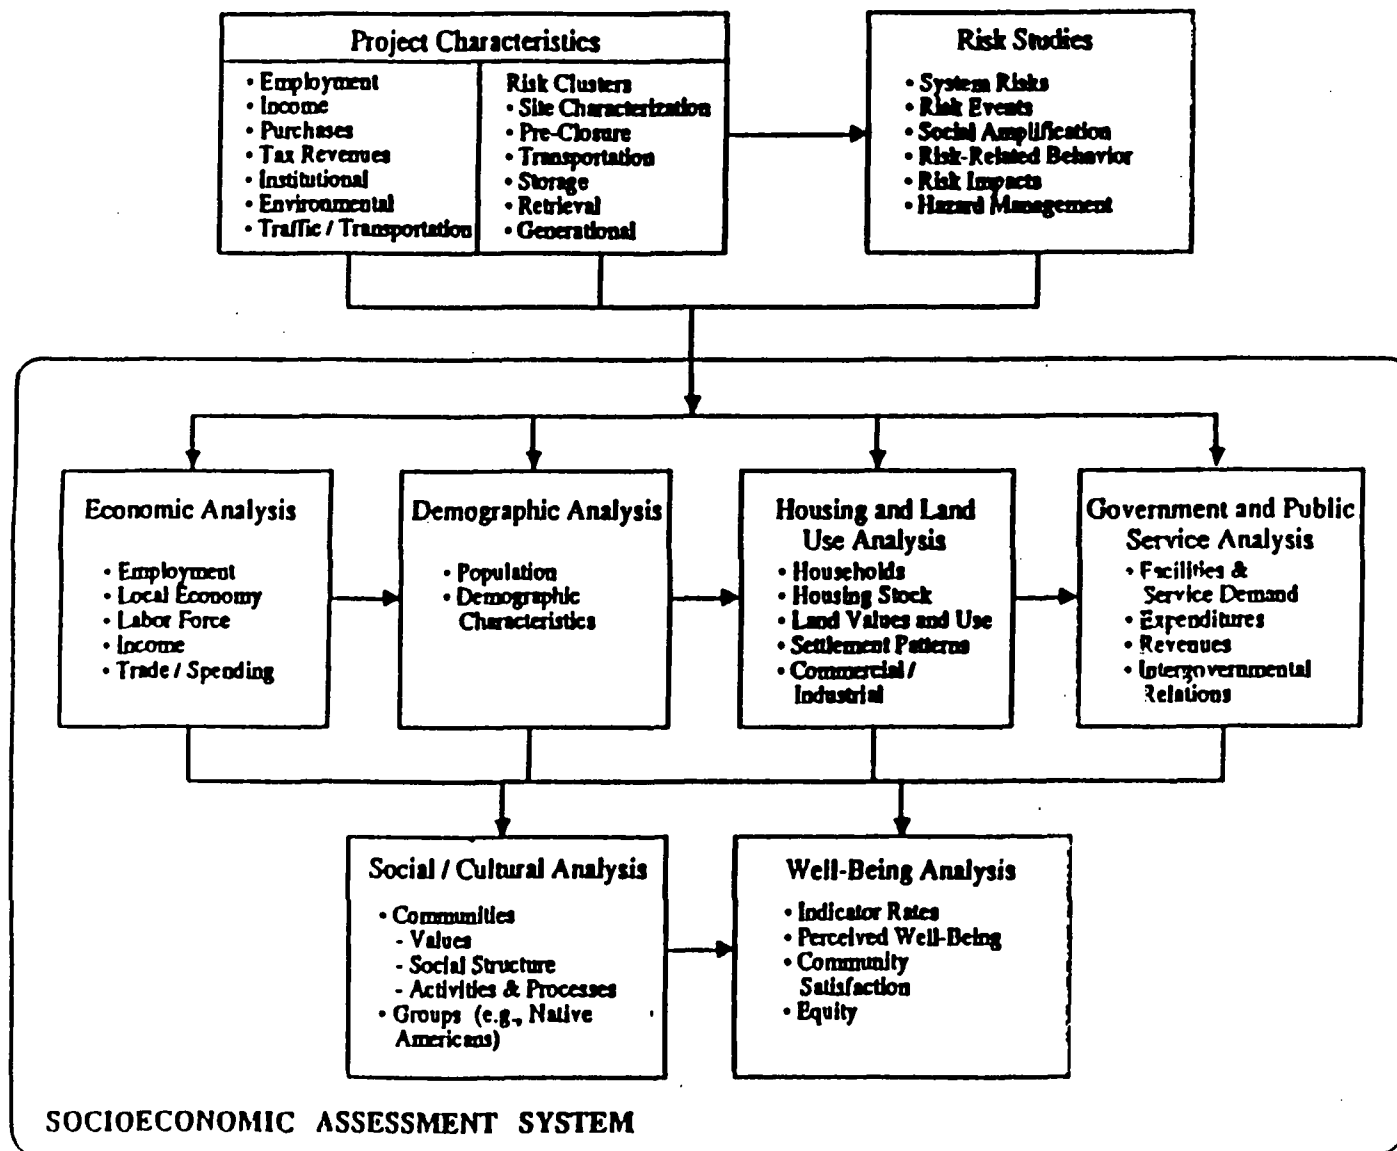 Project Characteristics
• Employment
• Income
• Purchases
• Tax Revenues
• Institutional
• Environmental
• Traffic / Transportation
Risk Clusters
• Site Characterization
• Pre-Closure
• Transportation
• Storage
• Retrieval
• Generational
Risk Studies
• System Risks
• Risk Events
• Social Amplification
• Risk-Related Behavior
• Risk Impacts
• Hazard Management
Economic Analysis
• Employment
• Local Economy
• Labor Force
• Income
• Trade / Spending
Demographic Analysis
• Population
• Demographic
Characteristics
Housing and Land
Use Analysis
• Households
• Housing Stock
• Land Values and Use
• Settlement Patterns
• Commercial /
Industrial
Government and Public
Service Analysis
• Facilities &
Service Demand
• Expenditures
• Revenues
• Intergovernmental
Relations
Social / Cultural Analysis
• Communities
- Values
- Social Structure
- Activities & Processes
• Groups (e.g., Native
Americans)
Well-Being Analysis
• Indicator Rates
• Perceived Well-Being
• Community
Satisfaction
• Equity
SOCIOECONOMIC ASSESSMENT SYSTEM